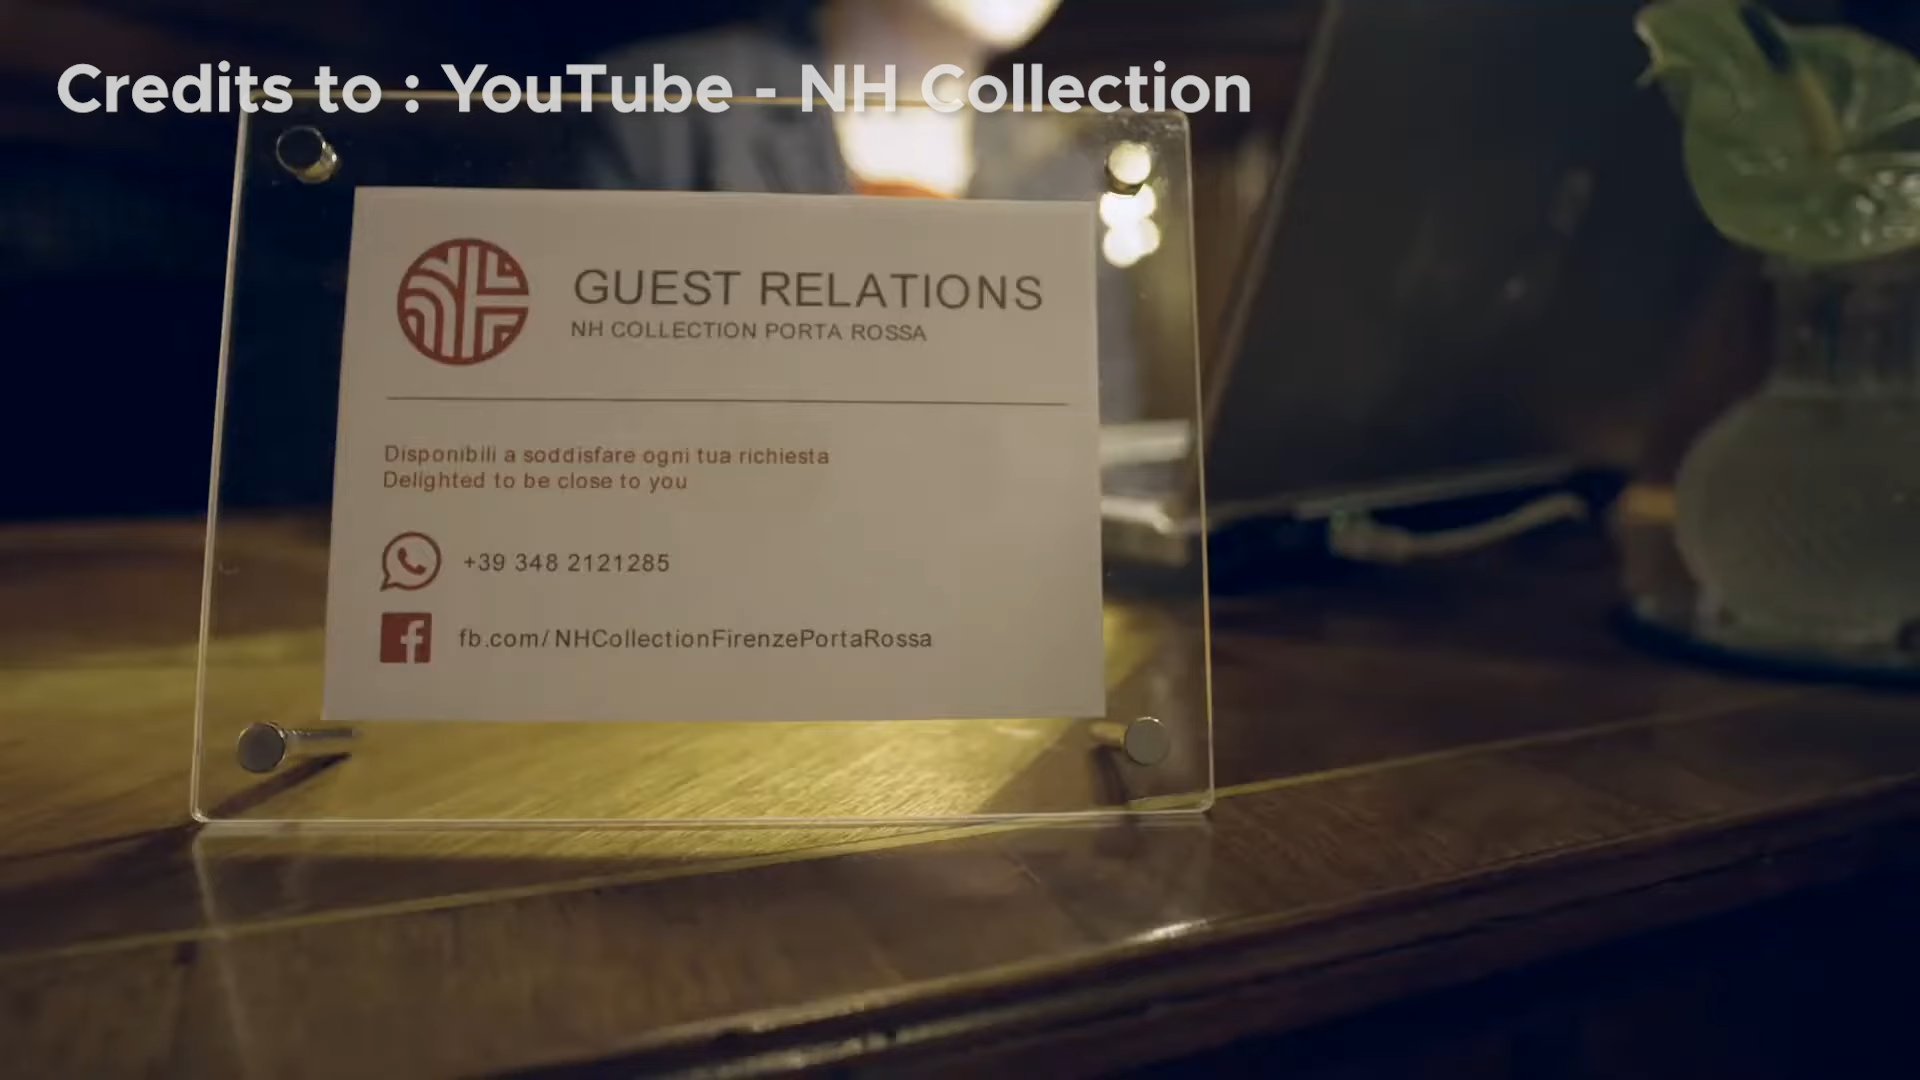 Credits to : YouTube - NH Collection
GUEST RELATIONS
NH COLLECTION PORTA ROSSA
Disponibili a soddisfare ogni tua richiesta
Delighted to be close to you
+39 348 2121285
fb.com/NHCollectionFirenzePortaRossa